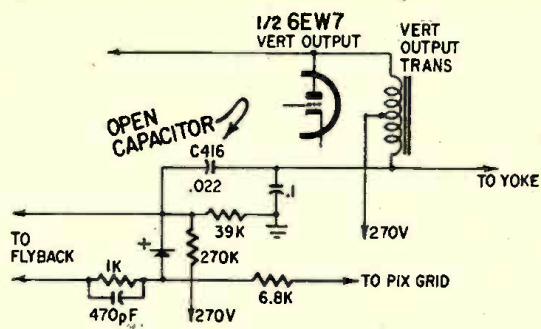 1/2 6EW7
VERT OUTPUT
VERT
OUTPUT
TRANS
OPEN
CAPACITOR
C416
.022
.1
TO YOKE
39K
270V
TO
FLYBACK
+
270K
1K
6.8K
TO PIX GRID
470pF
270V